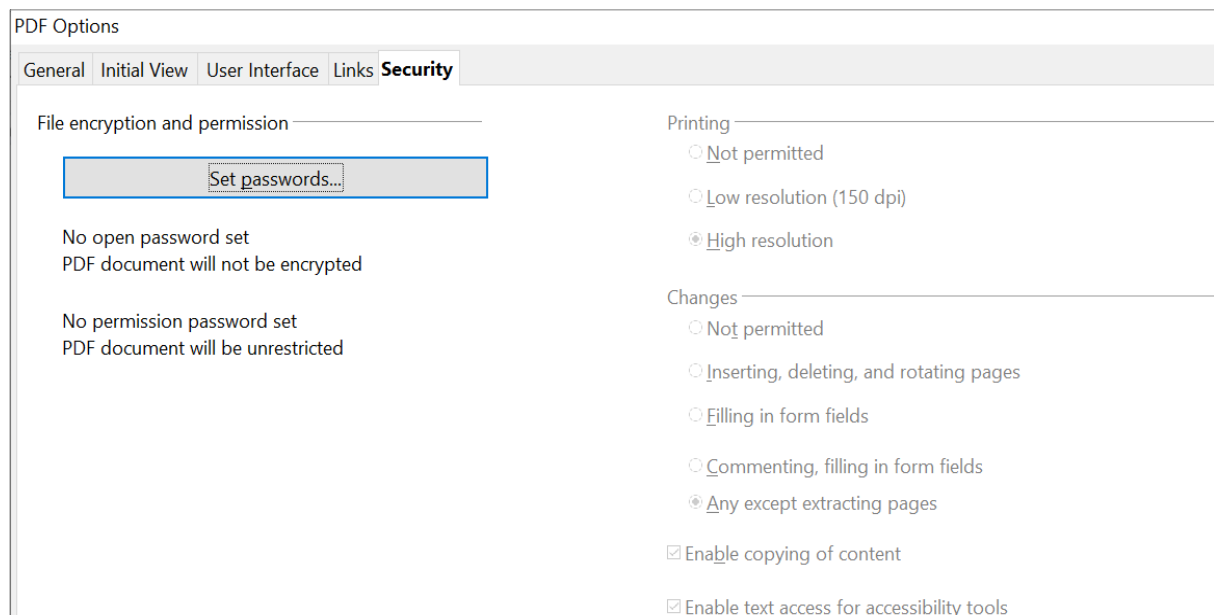 PDF Options
General Initial View User Interface Links Security
File encryption and permission
Set passwords...
No open password set
PDF document will not be encrypted
No permission password set
PDF document will be unrestricted
Printing
Not permitted
Low resolution (150 dpi)
High resolution
Changes
Not permitted
Inserting, deleting, and rotating pages
Filling in form fields
Commenting, filling in form fields
Any except extracting pages
Enable copying of content
Enable text access for accessibility tools